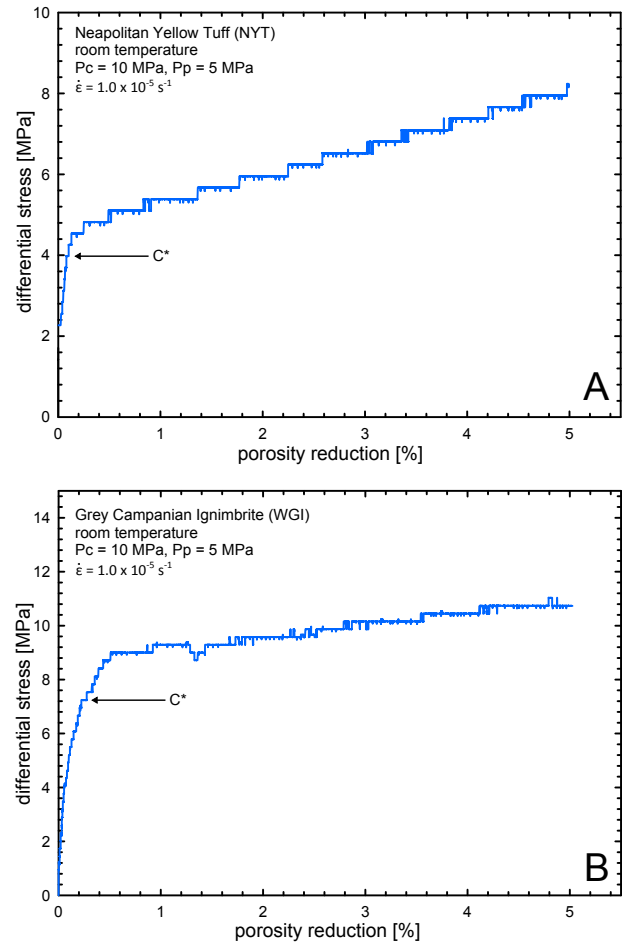 10
8
6
4
2
0
differential stress [MPa]
Neapolitan Yellow Tuff (NYT)
room temperature
Pc = 10 MPa, Pp = 5 MPa
ε̇ = 1.0 x 10⁻⁵ s⁻¹
C*
A
0 1 2 3 4 5
porosity reduction [%]
14
12
10
8
6
4
2
0
differential stress [MPa]
Grey Campanian Ignimbrite (WGI)
room temperature
Pc = 10 MPa, Pp = 5 MPa
ε̇ = 1.0 x 10⁻⁵ s⁻¹
C*
B
0 1 2 3 4 5
porosity reduction [%]